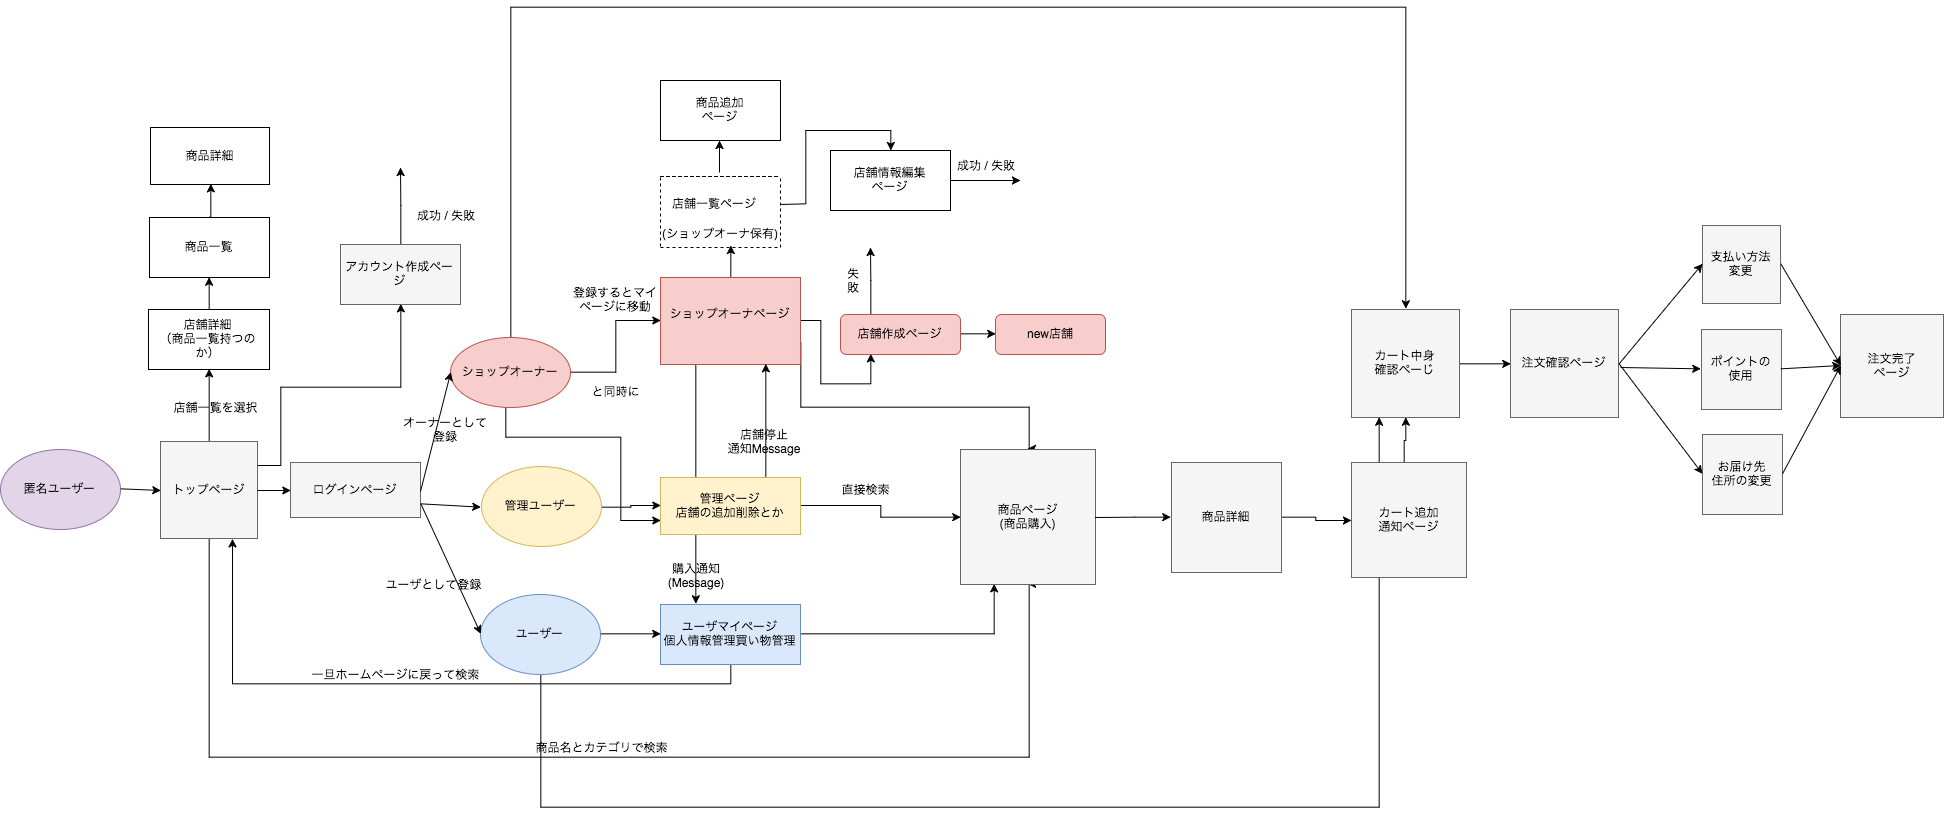 商品追加
ページ
商品詳細
成功 / 失敗
店舗情報編集
ページ
店舗一覧ページ
(ショップオーナ保有)
成功 / 失敗
商品一覧
アカウント作成ペー
ジ
失
敗
支払い方法
変更
登録するとマイ
ページに移動
ショップオーナページ
店舗詳細
（商品一覧持つの
か）
店舗作成ページ
new店舗
カート中身
確認ぺーじ
注文確認ページ
ポイントの
使用
注文完了
ページ
ショップオーナー
と同時に
店舗一覧を選択
オーナーとして
登録
店舗停止
通知Message
匿名ユーザー
トップページ
ログインページ
管理ユーザー
管理ページ
店舗の追加削除とか
直接検索
商品ページ
(商品購入)
商品詳細
カート追加
通知ページ
お届け先
住所の変更
購入通知
(Message)
ユーザとして登録
ユーザー
ユーザマイページ
個人情報管理買い物管理
一旦ホームページに戻って検索
商品名とカテゴリで検索